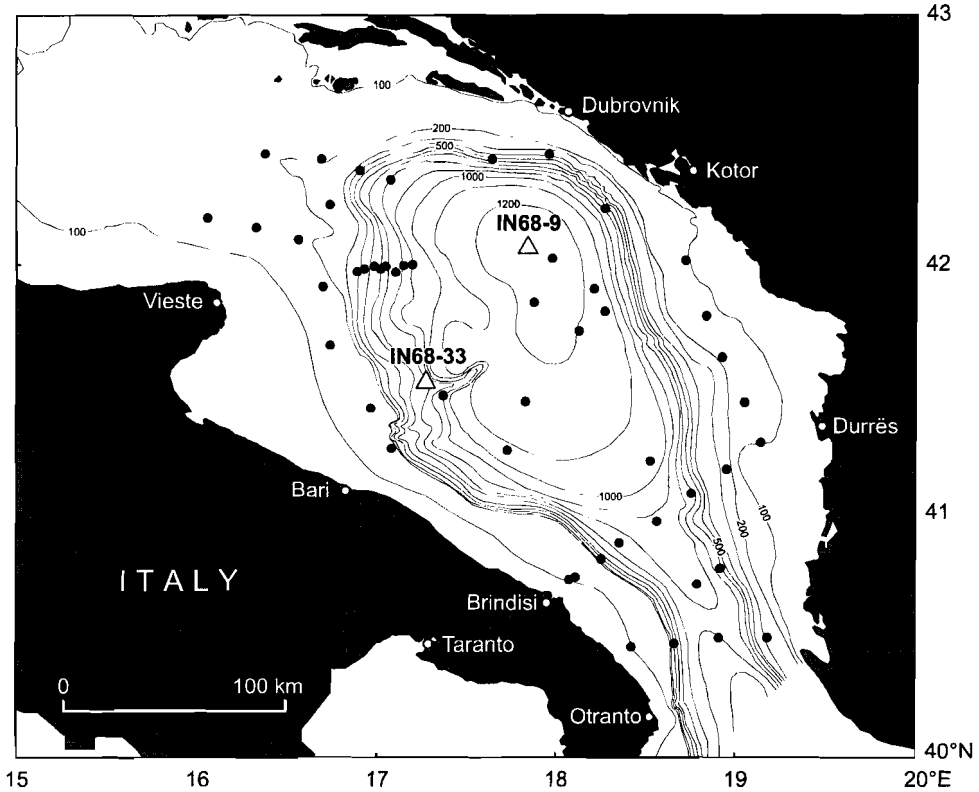 43
100
Dubrovnik
200
500
Kotor
1000
1200
IN68-9
100
42
Vieste
IN68-33
Durrës
Bari
1000
100
200
41
500
ITALY
Brindisi
Taranto
0 100 km
Otranto
40°N
15 16 17 18 19 20°E